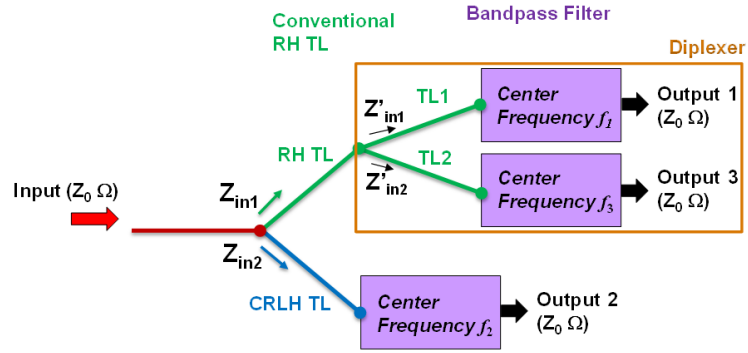 Conventional
RH TL
Bandpass Filter
Diplexer
TL1
Z'in1
Center
Frequency f1
Output 1
(Z0 Ω)
RH TL
TL2
Z'in2
Center
Frequency f3
Output 3
(Z0 Ω)
Input (Z0 Ω)
Zin1
Zin2
CRLH TL
Center
Frequency f2
Output 2
(Z0 Ω)